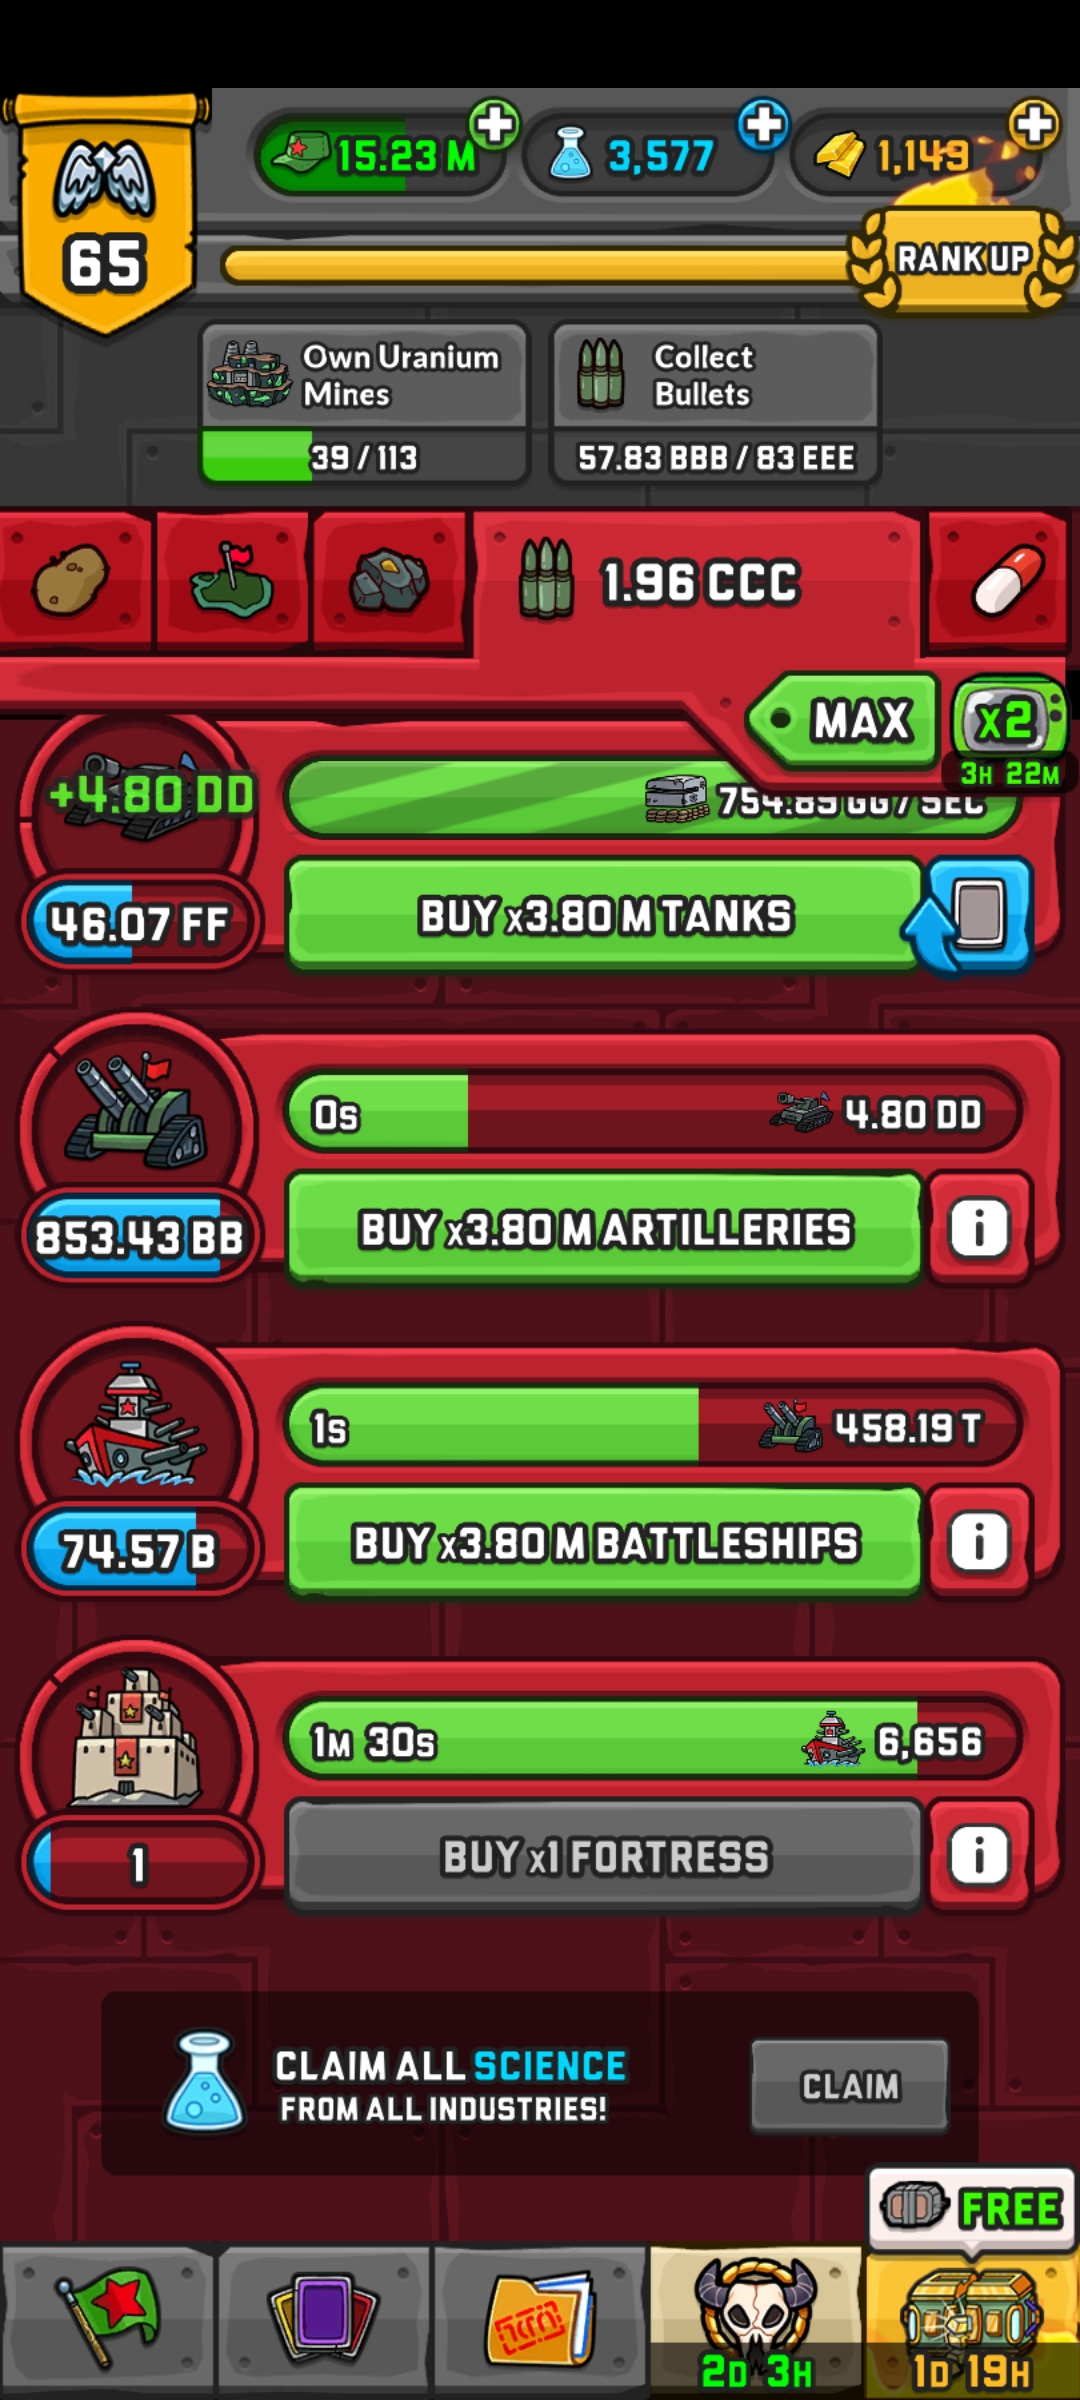 15.23 M
3,577
1,149
65
RANK UP
Own Uranium
Mines
39 / 113
Collect
Bullets
57.83 BBB / 83 EEE
1.96 CCC
MAX
x2
3H 22M
+4.80 DD
754.89 GG / SEC
46.07 FF
BUY x3.80 M TANKS
0s
4.80 DD
853.43 BB
BUY x3.80 M ARTILLERIES
i
1s
458.19 T
74.57 B
BUY x3.80 M BATTLESHIPS
i
1M 30s
6,656
1
BUY x1 FORTRESS
i
CLAIM ALL SCIENCE
FROM ALL INDUSTRIES!
CLAIM
FREE
2D 3H
1D 19H